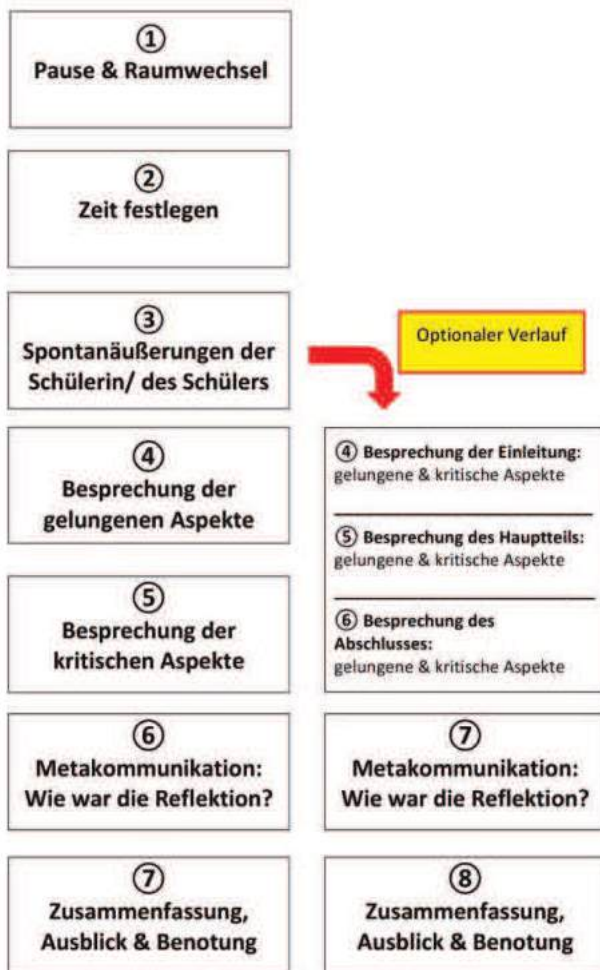 ①
Pause & Raumwechsel
②
Zeit festlegen
③
Spontanäußerungen der
Schülerin/ des Schülers
Optionaler Verlauf
④
Besprechung der
gelungenen Aspekte
⑤
Besprechung der
kritischen Aspekte
④ Besprechung der Einleitung:
gelungene & kritische Aspekte
⑤ Besprechung des Hauptteils:
gelungene & kritische Aspekte
⑥ Besprechung des
Abschlusses:
gelungene & kritische Aspekte
⑥
Metakommunikation:
Wie war die Reflektion?
⑦
Metakommunikation:
Wie war die Reflektion?
⑦
Zusammenfassung,
Ausblick & Benotung
⑧
Zusammenfassung,
Ausblick & Benotung